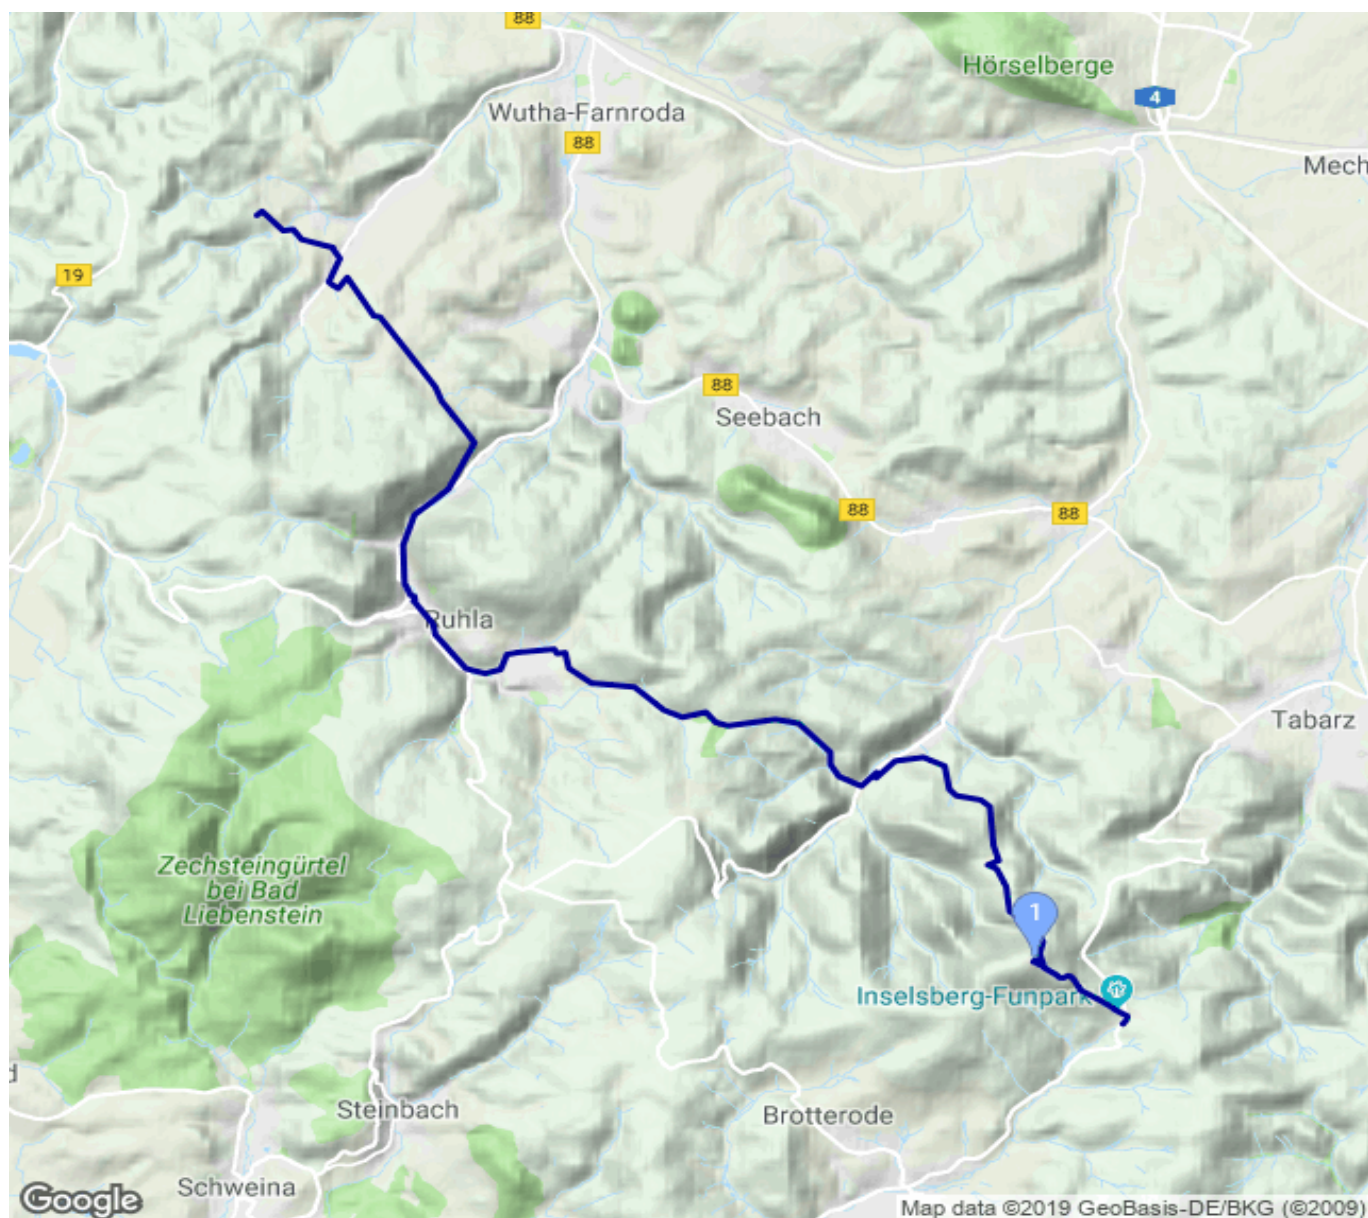 88
Hörselberge
4
Wutha-Farnroda
88
Mech
19
88
Seebach
88
88
Ruhla
Tabarz
Zechsteingürtel
bei Bad
Liebenstein
1
Inselsberg-Funpark
d
Steinbach
Brotterode
Schweina
Google
Map data ©2019 GeoBasis-DE/BKG (©2009)